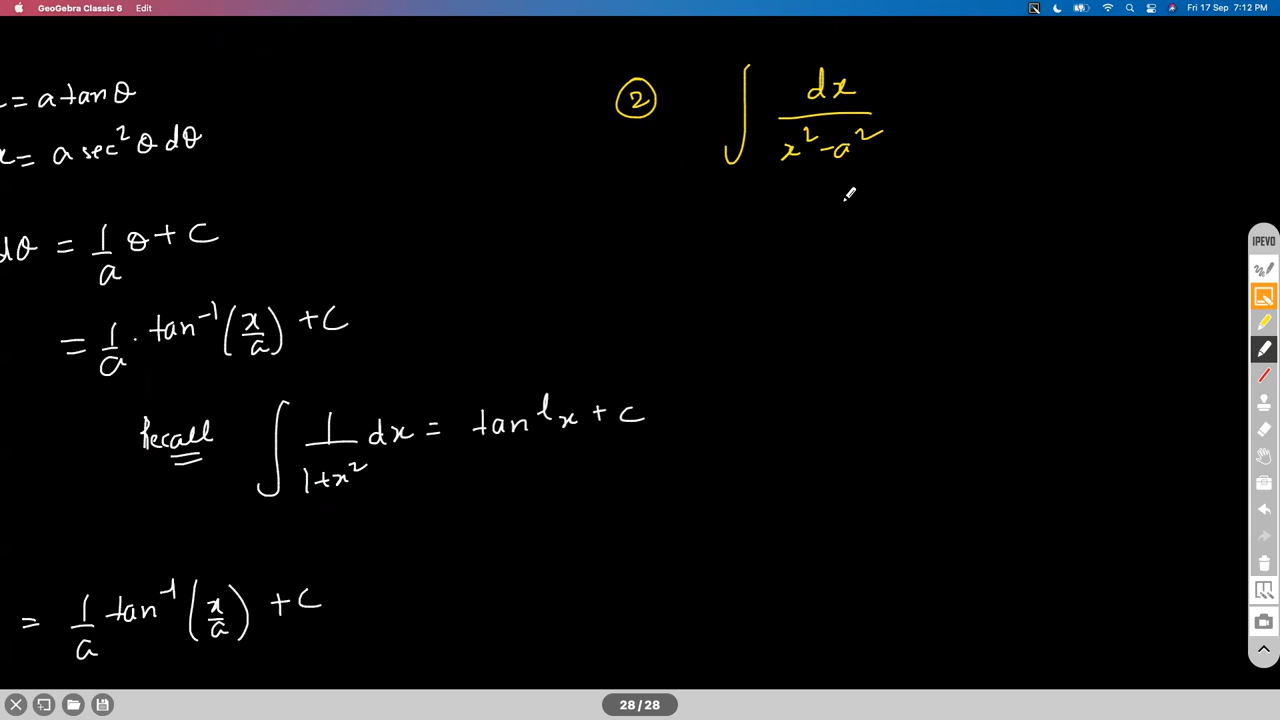 GeoGebra Classic 6 Edit Fri 17 Sep 7:12 PM
= a tan θ
= a sec² θ dθ
dθ = 1/a θ + C
= 1/a · tan⁻¹(x/a) + C
Recall ∫ 1/(1+x²) dx = tan⁻¹x + C
= 1/a tan⁻¹(x/a) + C
② ∫ dx/(x²-a²)
IPEVO
28 / 28